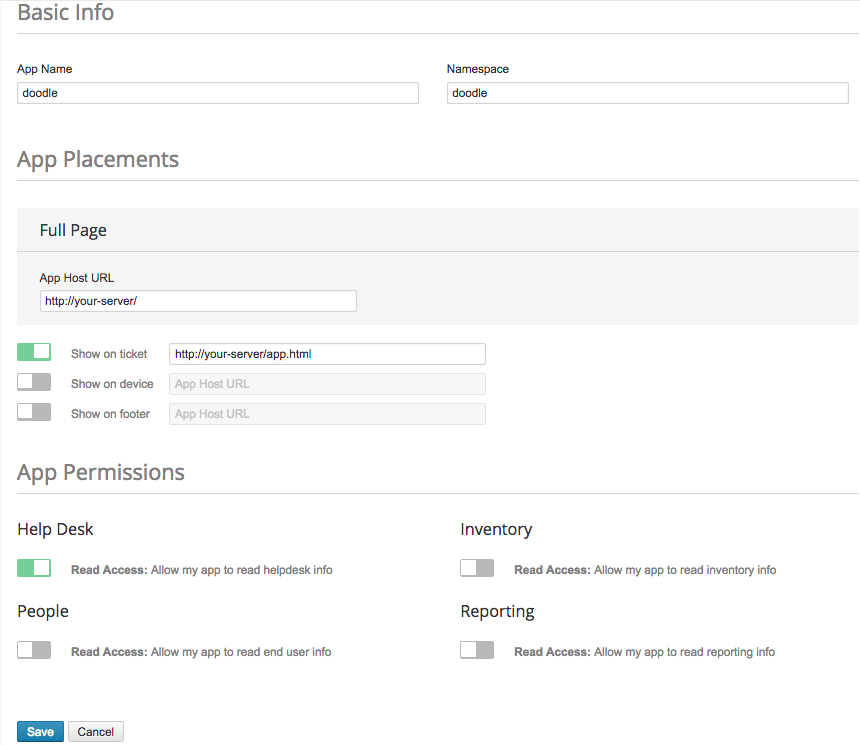 Basic Info
App Name
Namespace
doodle
doodle
App Placements
Full Page
App Host URL
http://your-server/
Show on ticket
http://your-server/app.html
Show on device
App Host URL
Show on footer
App Host URL
App Permissions
Help Desk
Inventory
Read Access: Allow my app to read helpdesk info
Read Access: Allow my app to read inventory info
People
Reporting
Read Access: Allow my app to read end user info
Read Access: Allow my app to read reporting info
Save
Cancel